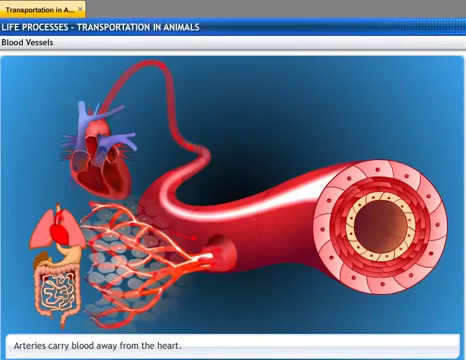 Transportation in A...
LIFE PROCESSES - TRANSPORTATION IN ANIMALS
Blood Vessels
Arteries carry blood away from the heart.